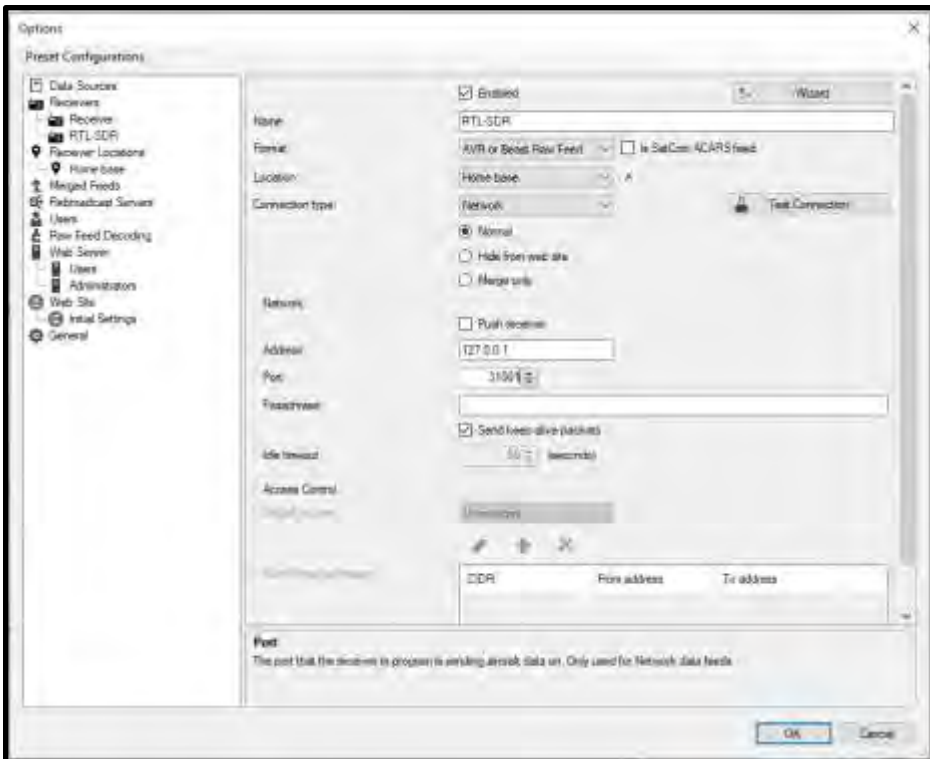 Options
Preset Configurations
Data Sources
Receivers
Receiver
RTL-SDR
Receiver Locations
Home base
Merged Feeds
Rebroadcast Servers
Users
Raw Feed Decoding
Web Server
Users
Administrators
Web Site
Initial Settings
General
Enabled
Wizard
Name
RTL-SDR
Format
AVR or Beast Raw Feed
Is SatCom ACARS feed
Location
Home base
Connection type
Network
Test Connection
Normal
Hide from web site
Merge only
Network
Push receiver
Address
127.0.0.1
Port
31001
Passphrase
Send keep alive packets
Idle timeout
(seconds)
Access Control
CIDR From address To address
Port
The port that the receiver or program is sending aircraft data on. Only used for Network data feeds
OK Cancel